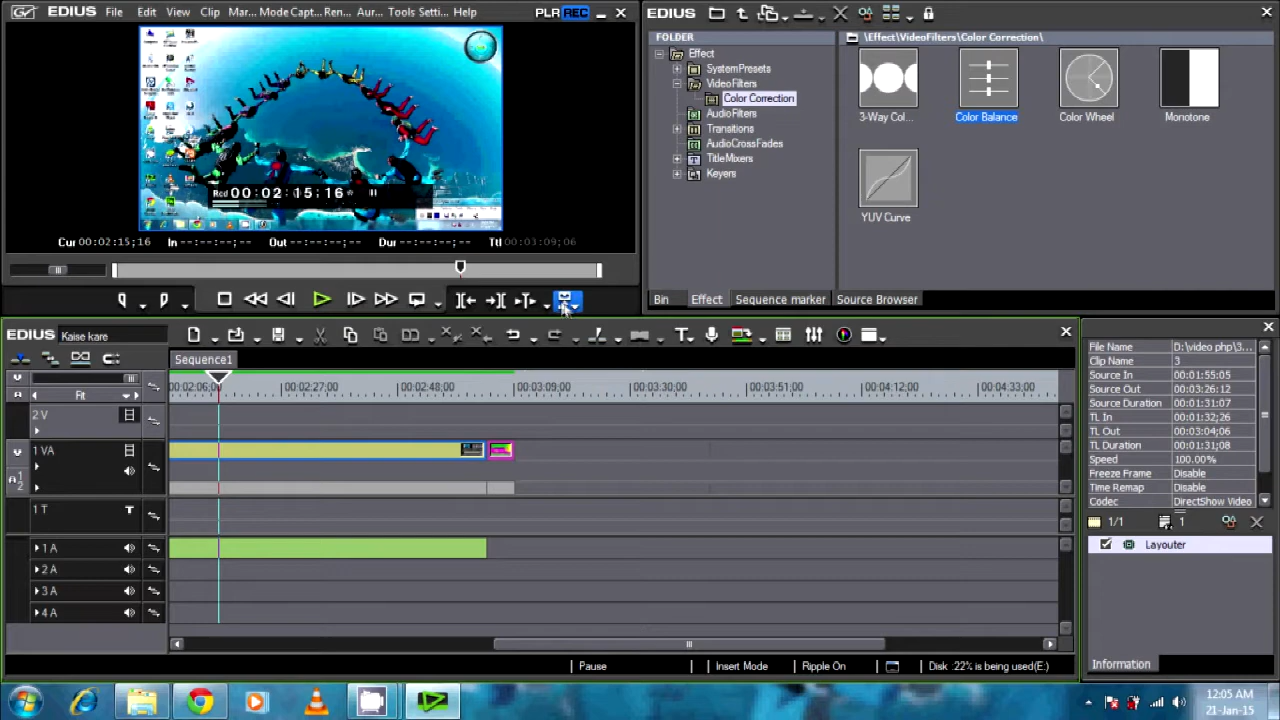 EDIUS File Edit View Clip Mar... Mode Capt... Ren... Aur... Tools Setti... Help PLR REC
Rcd 00:02:15:16
Cur 00:02:15;16 In --:--:--;-- Out --:--:--;-- Dur --:--:--;-- Ttl 00:03:09;06
EDIUS
FOLDER
\Effect\VideoFilters\Color Correction\
Effect
SystemPresets
VideoFilters
Color Correction
AudioFilters
Transitions
AudioCrossFades
TitleMixers
Keyers
3-Way Col...
Color Balance
Color Wheel
Monotone
YUV Curve
Bin Effect Sequence marker Source Browser
EDIUS Kaise kare
Sequence1
Fit
00:02:06;00 00:02:27;00 00:02:48;00 00:03:09;00 00:03:30;00 00:03:51;00 00:04:12;00 00:04:33;00
2 V
1 VA
1 2
1 T
1 A
2 A
3 A
4 A
Pause Insert Mode Ripple On Disk :22% is being used(E:)
File Name D:\video php\3...
Clip Name 3
Source In 00:01:55:05
Source Out 00:03:26:12
Source Duration 00:01:31:07
TL In 00:01:32;26
TL Out 00:03:04;06
TL Duration 00:01:31;08
Speed 100.00%
Freeze Frame Disable
Time Remap Disable
Codec DirectShow Video
1/1 1
Layouter
Information
12:05 AM
21-Jan-15